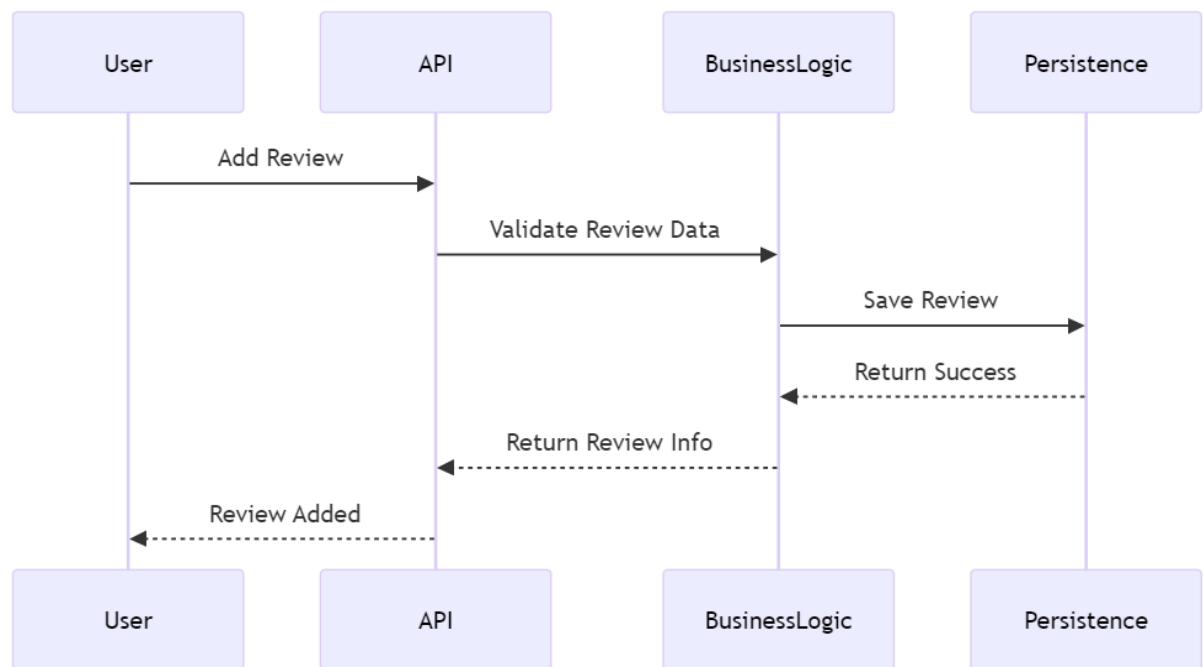 User
API
BusinessLogic
Persistence
Add Review
Validate Review Data
Save Review
Return Success
Return Review Info
Review Added
User
API
BusinessLogic
Persistence